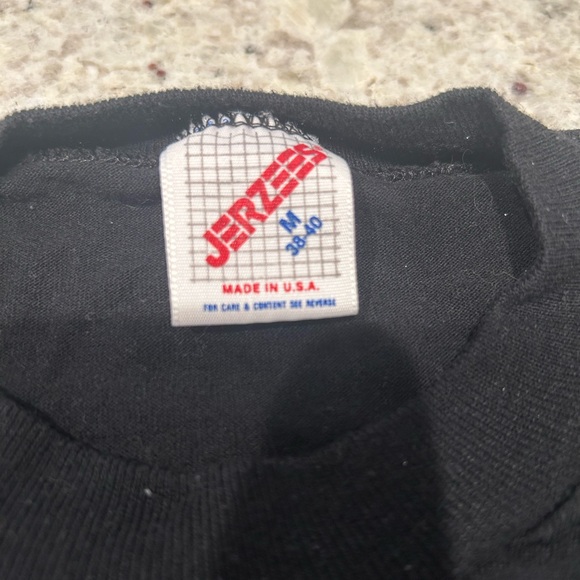 JERZEES
M
38-40
MADE IN U.S.A.
FOR CARE & CONTENT SEE REVERSE